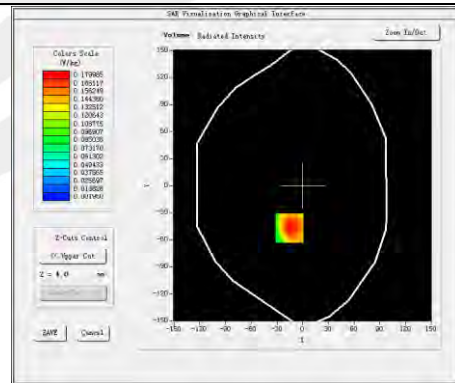 SAR Visualisation Graphical Interface
Volume Radiated Intensity
Zoom In/Out
Colors Scale
(W/kg)
0.179985
0.168117
0.156249
0.144380
0.132512
0.120643
0.108775
0.096907
0.085038
0.073170
0.061302
0.049433
0.037565
0.025697
0.013828
0.001960
150
120
90
60
30
0
-30
-60
-90
-120
-150
Y
-150 -120 -90 -60 -30 0 30 60 90 120 150
X
Z-Cuts Control
Upper Cut
Z = 4.0 mm
SAVE Cancel